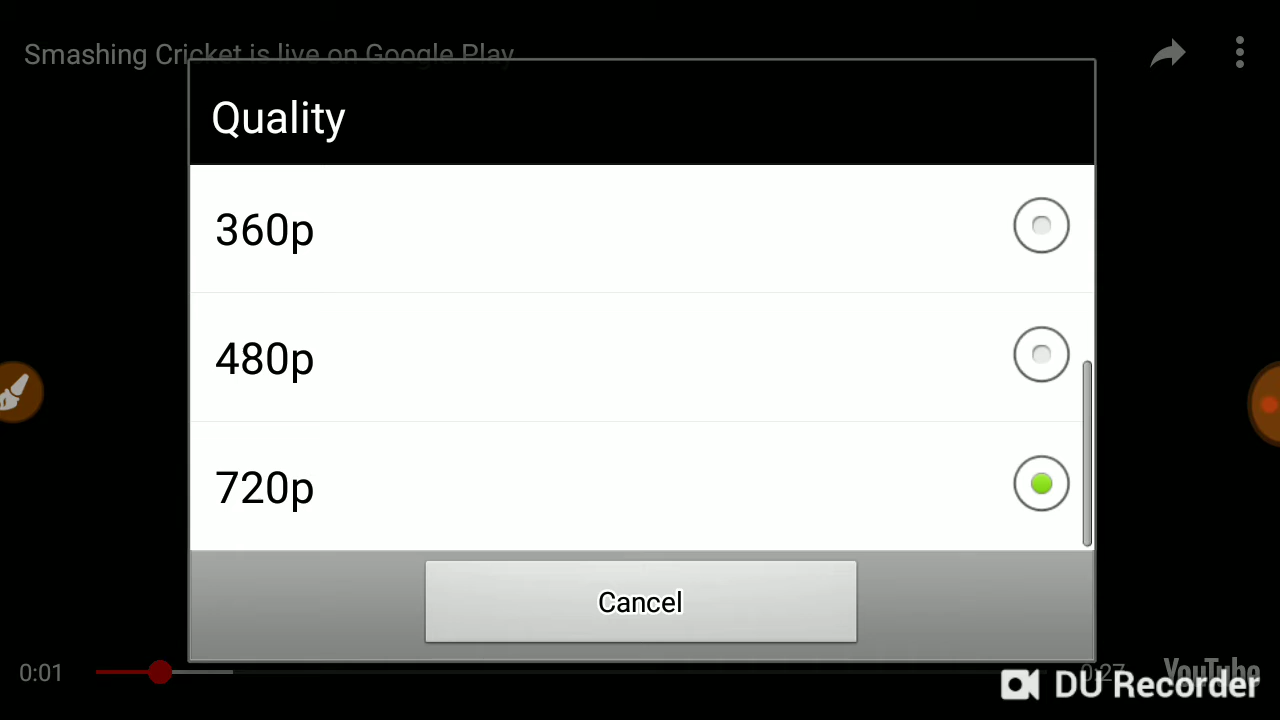 Smashing Cricket is live on Google Play
Quality
360p
480p
720p
Cancel
0:01
0:27
YouTube
DU Recorder